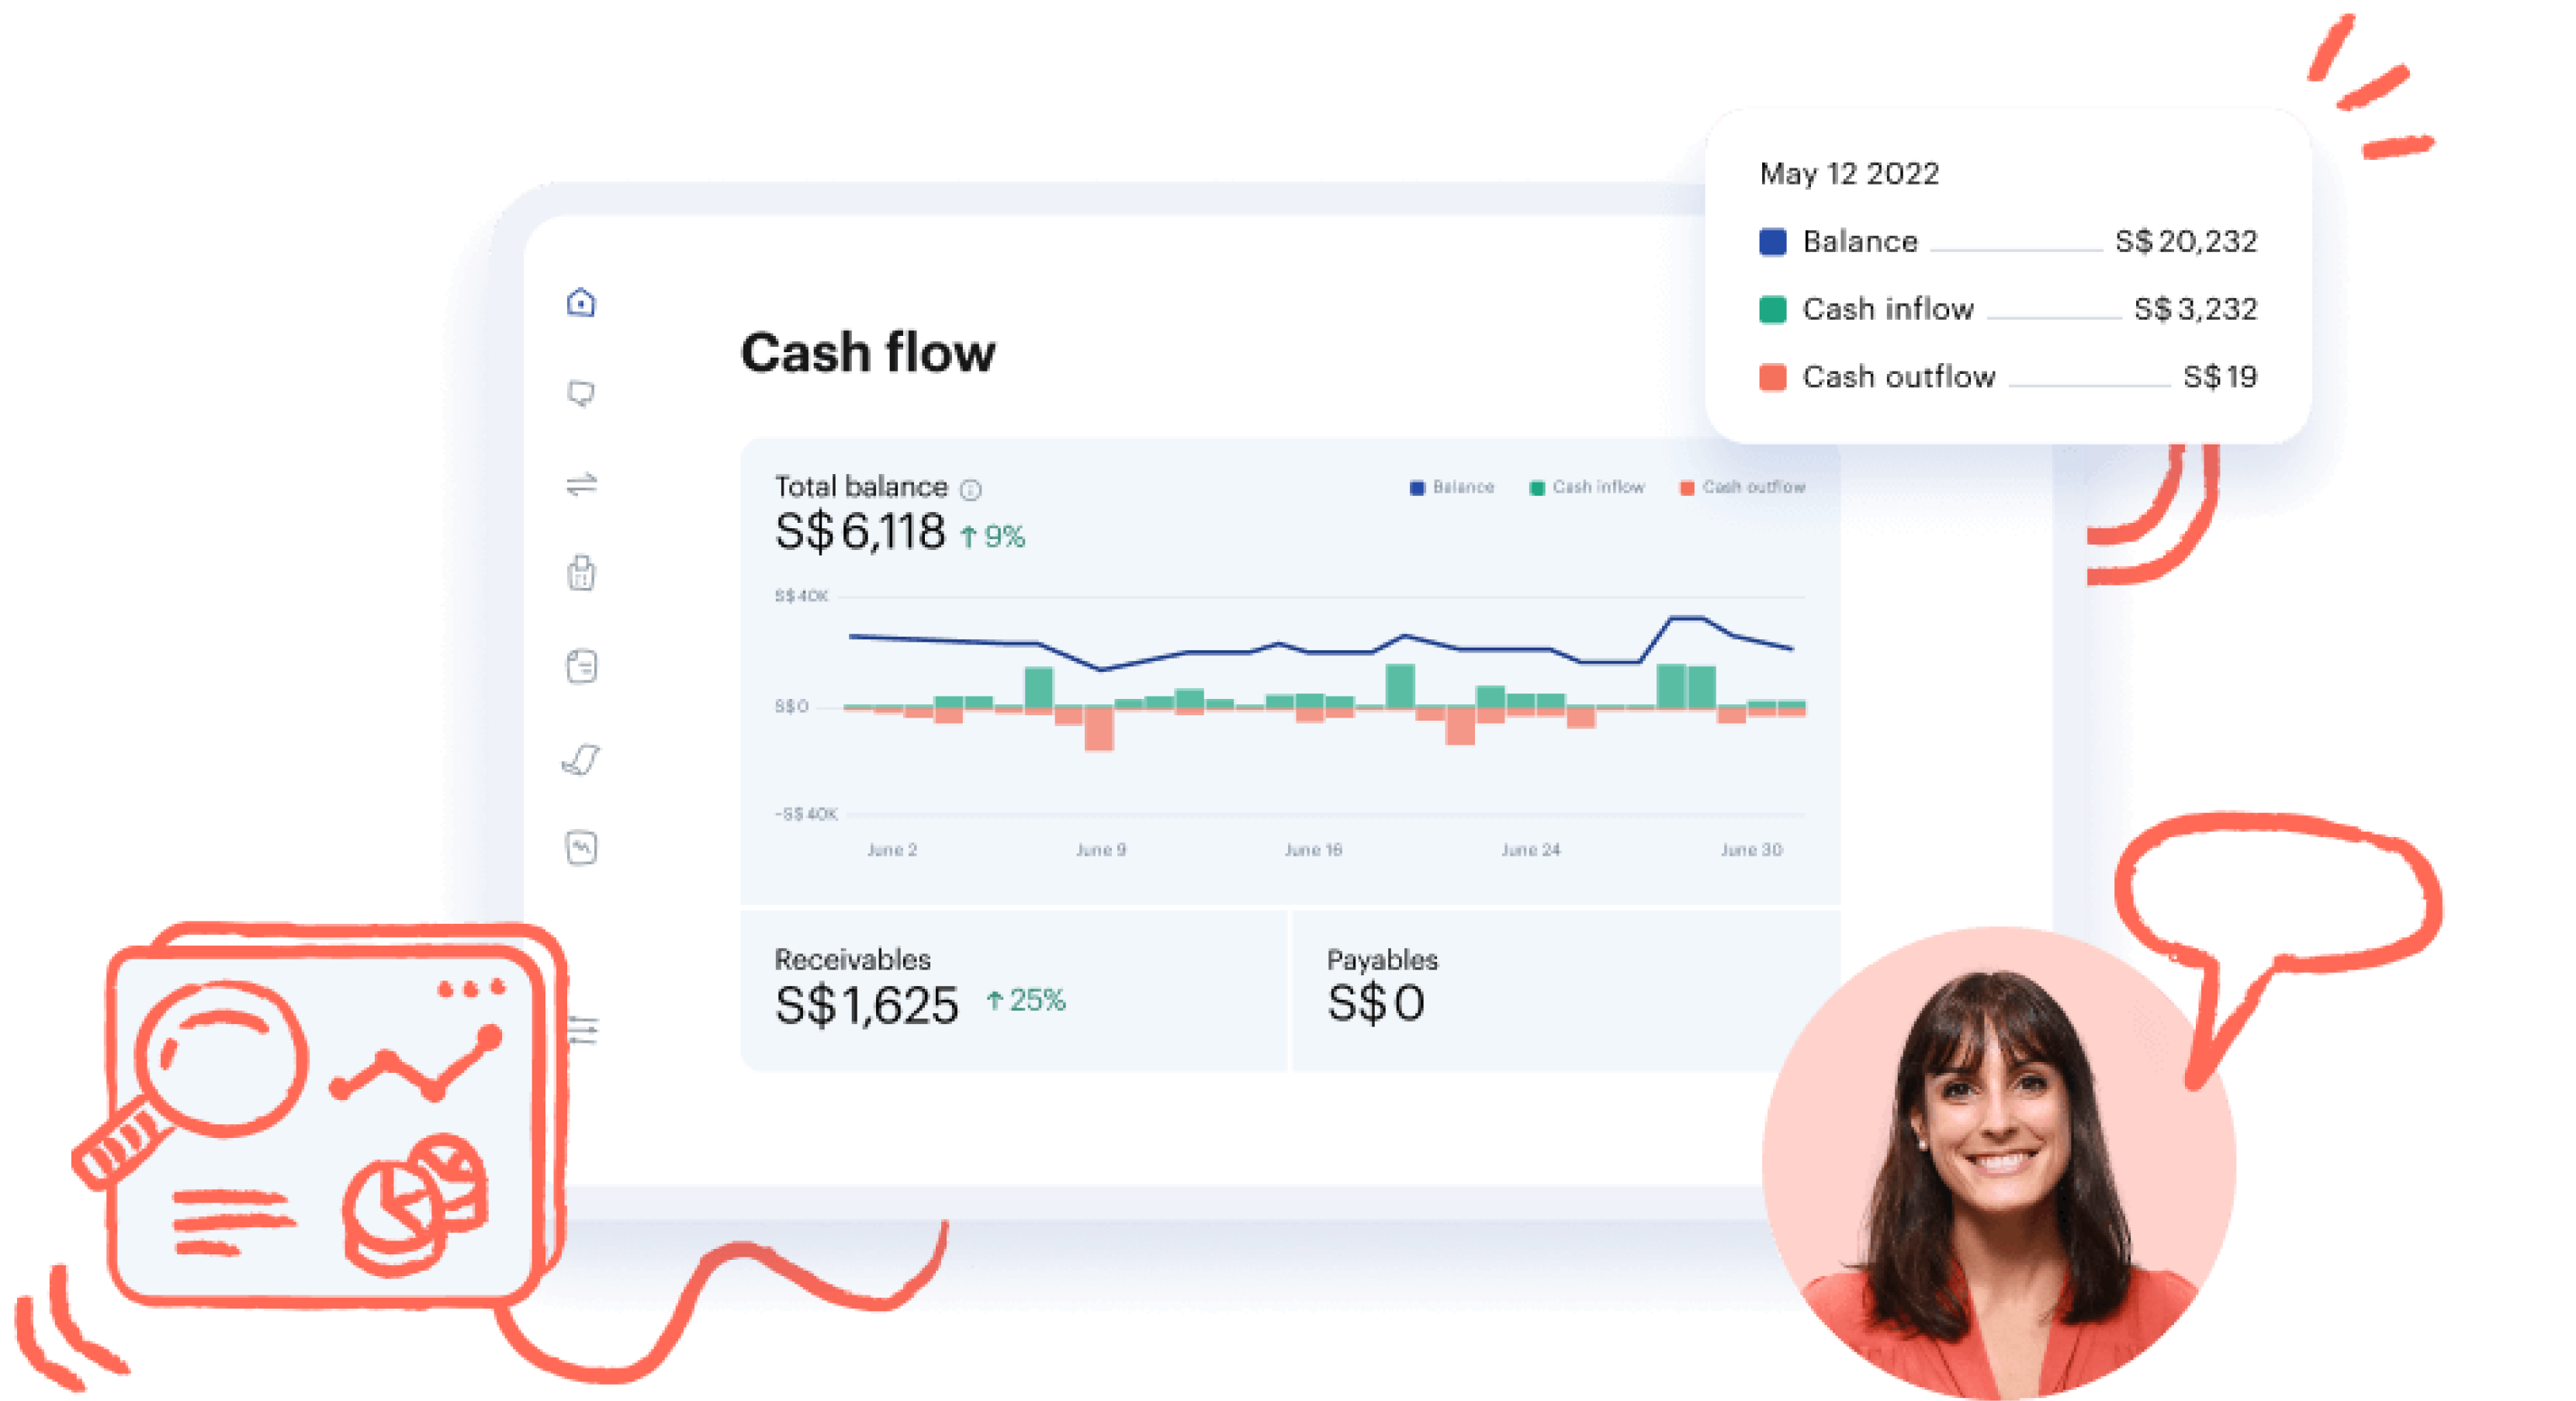 May 12 2022
Balance S$20,232
Cash inflow S$3,232
Cash outflow S$19
Cash flow
Total balance
Balance Cash inflow Cash outflow
S$6,118 ↑ 9%
S$40K
S$0
-S$40K
June 2 June 9 June 16 June 24 June 30
Receivables
S$1,625 ↑ 25%
Payables
S$0